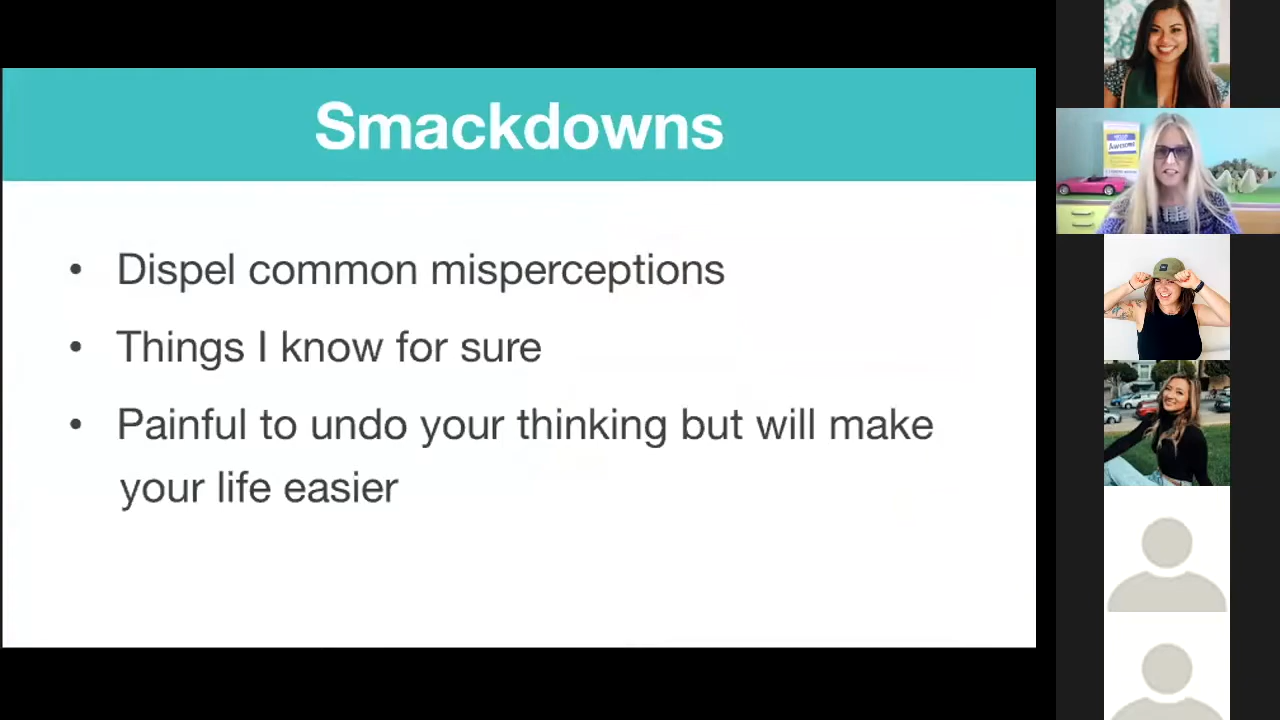 Smackdowns
• Dispel common misperceptions
• Things I know for sure
• Painful to undo your thinking but will make
your life easier
Awesome